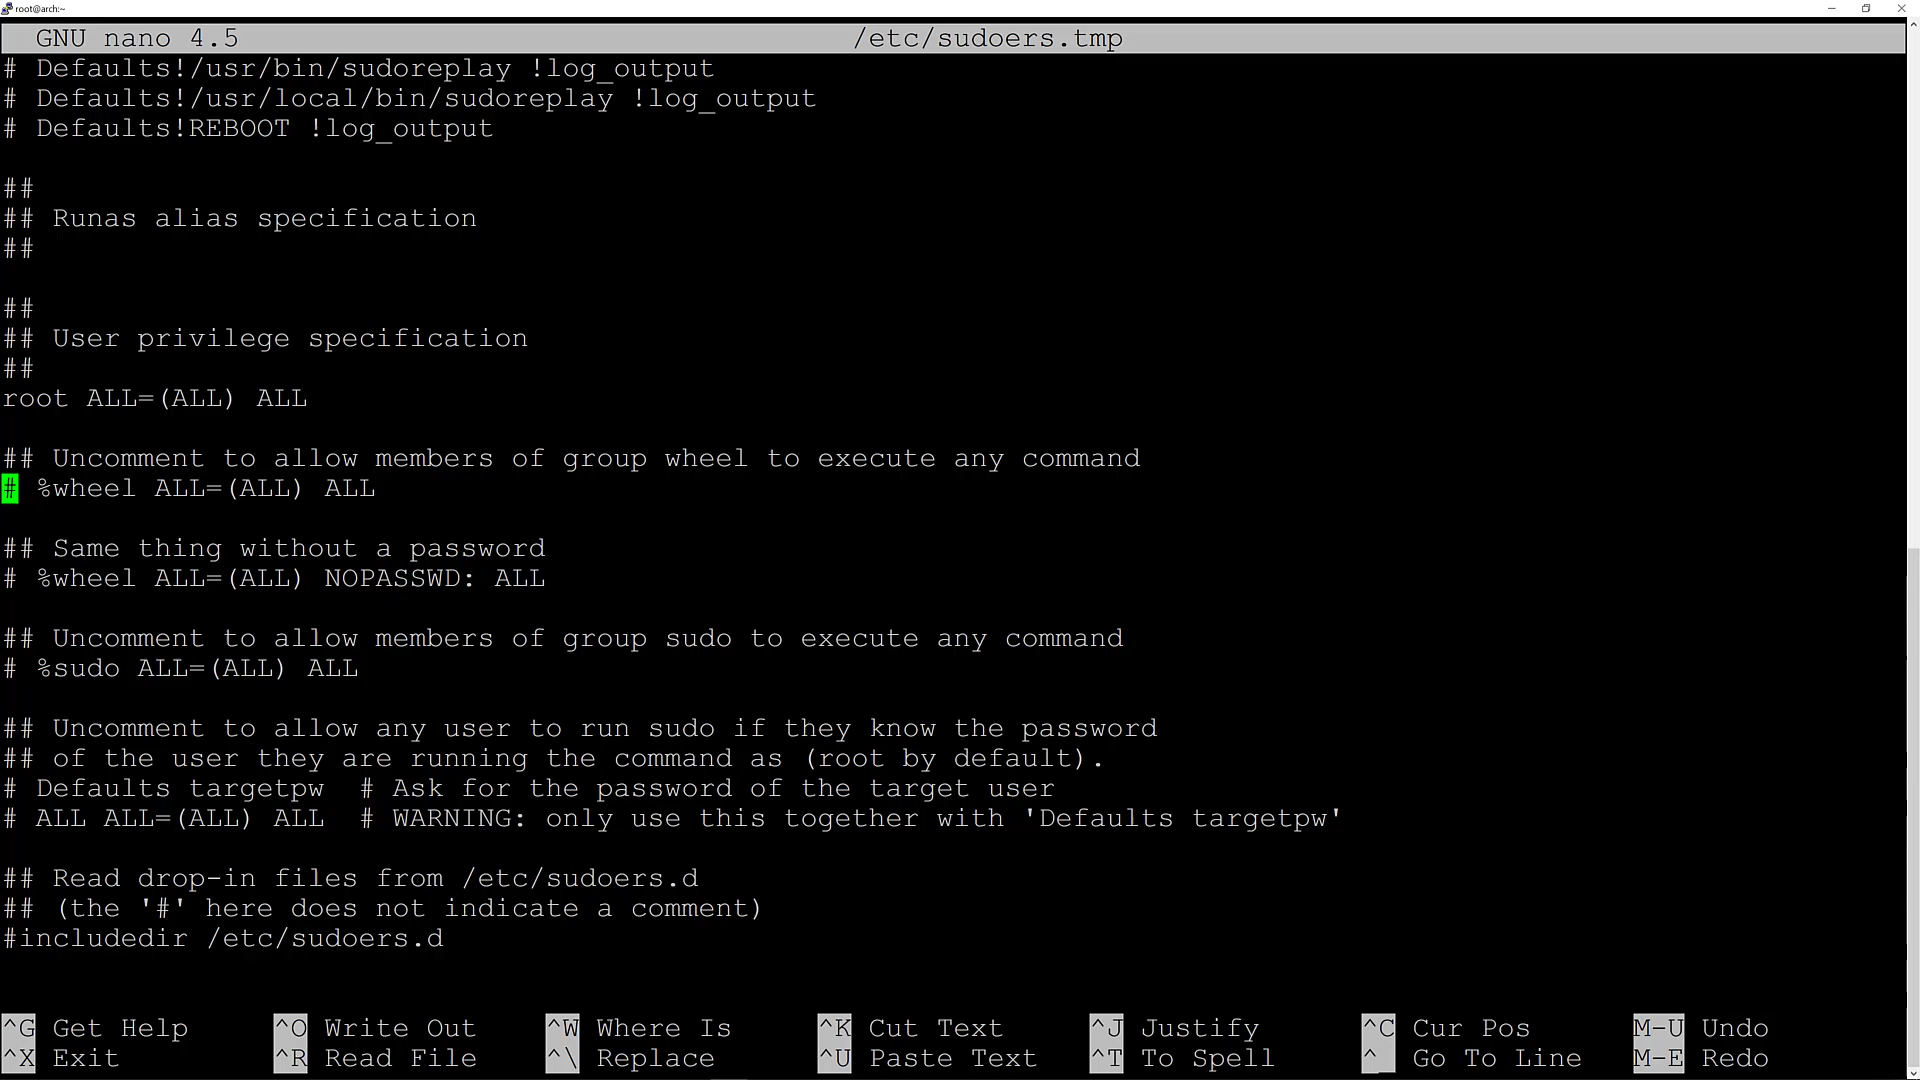 root@arch:~
GNU nano 4.5 /etc/sudoers.tmp
# Defaults!/usr/bin/sudoreplay !log_output
# Defaults!/usr/local/bin/sudoreplay !log_output
# Defaults!REBOOT !log_output
##
## Runas alias specification
##
##
## User privilege specification
##
root ALL=(ALL) ALL
## Uncomment to allow members of group wheel to execute any command
# %wheel ALL=(ALL) ALL
## Same thing without a password
# %wheel ALL=(ALL) NOPASSWD: ALL
## Uncomment to allow members of group sudo to execute any command
# %sudo ALL=(ALL) ALL
## Uncomment to allow any user to run sudo if they know the password
## of the user they are running the command as (root by default).
# Defaults targetpw # Ask for the password of the target user
# ALL ALL=(ALL) ALL # WARNING: only use this together with 'Defaults targetpw'
## Read drop-in files from /etc/sudoers.d
## (the '#' here does not indicate a comment)
#includedir /etc/sudoers.d
^G Get Help ^O Write Out ^W Where Is ^K Cut Text ^J Justify ^C Cur Pos M-U Undo
^X Exit ^R Read File ^\ Replace ^U Paste Text ^T To Spell ^_ Go To Line M-E Redo